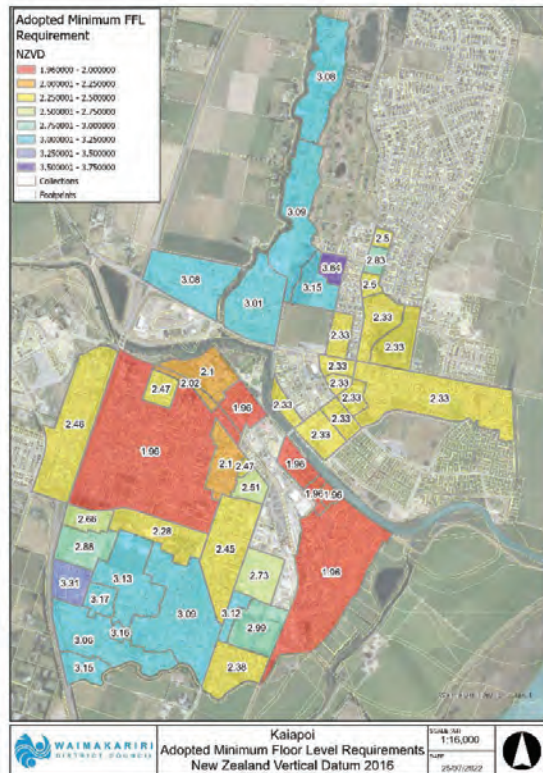 Adopted Minimum FFL
Requirement
NZVD
1.960000 - 2.000000
2.000001 - 2.250000
2.250001 - 2.500000
2.500001 - 2.750000
2.750001 - 3.000000
3.000001 - 3.250000
3.250001 - 3.500000
3.500001 - 3.750000
Collections
Footprints
3.08
3.09
2.5
2.83
3.64
3.08
3.15
2.5
3.01
2.33
2.33
2.33
2.1
2.02
2.33
2.47
2.33
2.33
2.33
1.96
2.33
2.33
2.46
1.96
2.33
2.1
2.47
1.96
2.51
1.96
1.96
2.66
2.28
2.88
2.45
3.13
2.73
1.96
3.31
3.17
3.09
3.12
3.16
2.99
3.06
3.15
2.38
WAIMAKARIRI
DISTRICT COUNCIL
Kaiapoi
Adopted Minimum Floor Level Requirements
New Zealand Vertical Datum 2016
1:16,000
DATE
25/07/2022